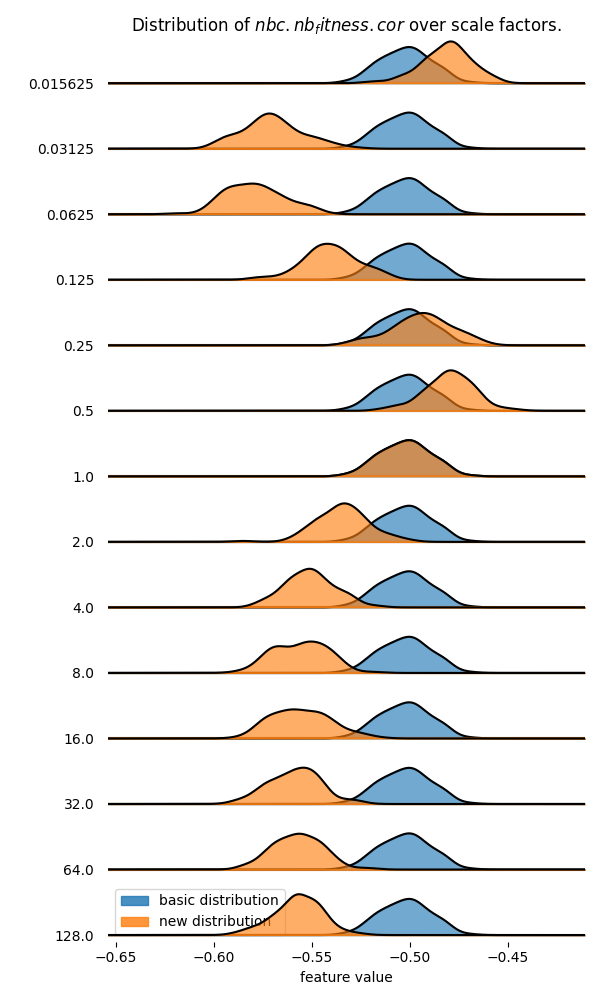 Distribution of nbc.nb_fitness.cor over scale factors.
0.015625
0.03125
0.0625
0.125
0.25
0.5
1.0
2.0
4.0
8.0
16.0
32.0
64.0
basic distribution
new distribution
128.0
−0.65 −0.60 −0.55 −0.50 −0.45
feature value